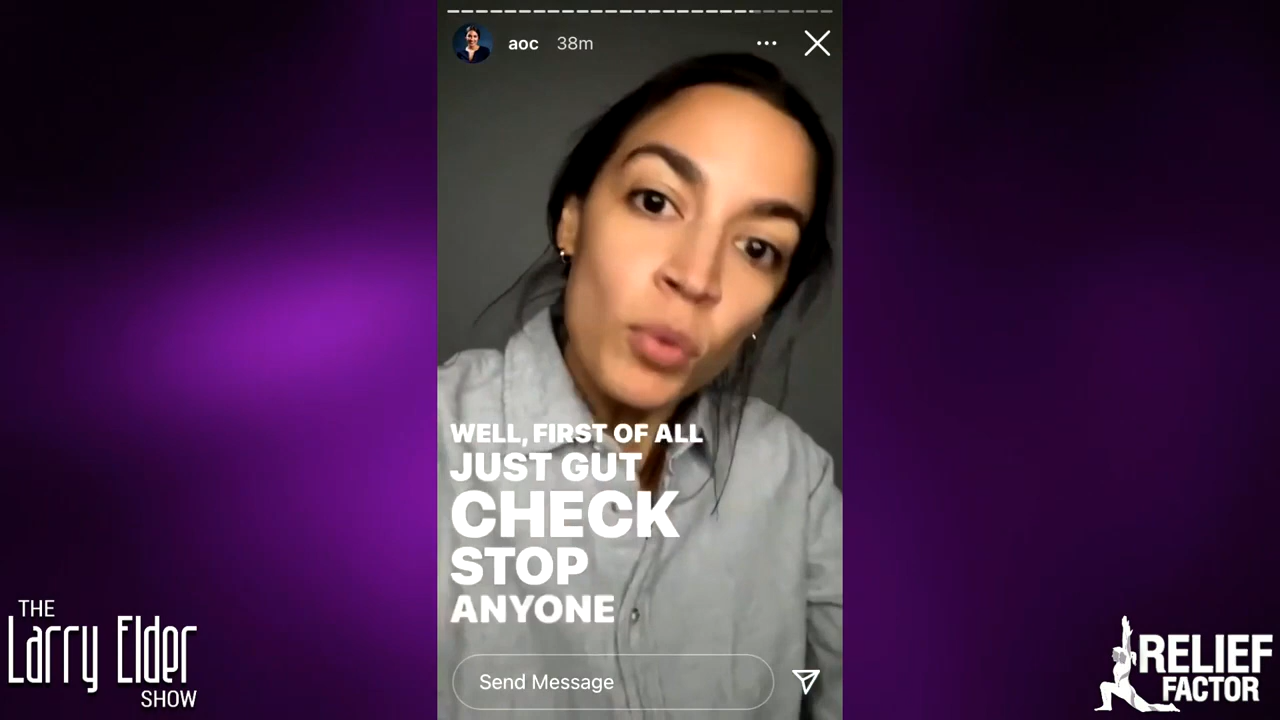 aoc 38m
WELL, FIRST OF ALL
JUST GUT
CHECK
STOP
ANYONE
Send Message
THE
Larry Elder
SHOW
RELIEF
FACTOR